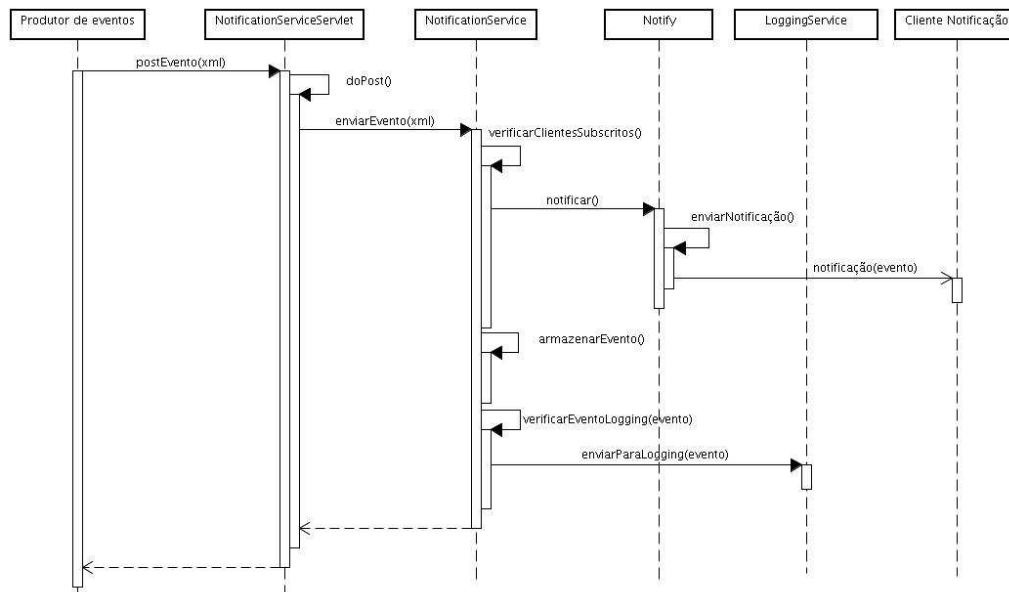 Produtor de eventos
NotificationServiceServlet
NotificationService
Notify
LoggingService
Cliente Notificação
postEvento(xml)
doPost()
enviarEvento(xml)
verificarClientesSubscritos()
notificar()
enviarNotificação()
notificação(evento)
armazenarEvento()
verificarEventoLogging(evento)
enviarParaLogging(evento)